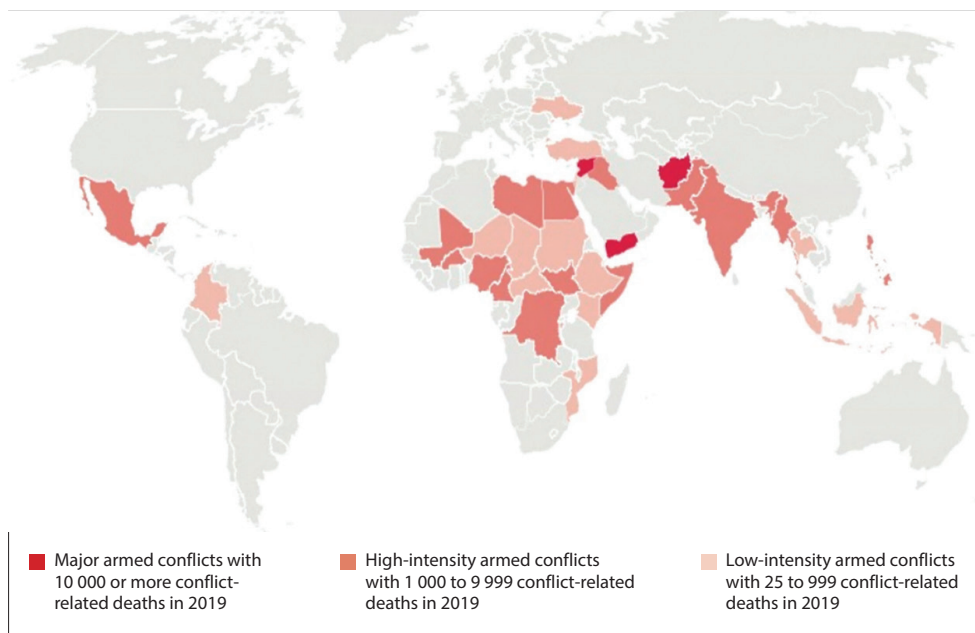 Major armed conflicts with
10 000 or more conflict-
related deaths in 2019
High-intensity armed conflicts
with 1 000 to 9 999 conflict-related
deaths in 2019
Low-intensity armed conflicts
with 25 to 999 conflict-related
deaths in 2019